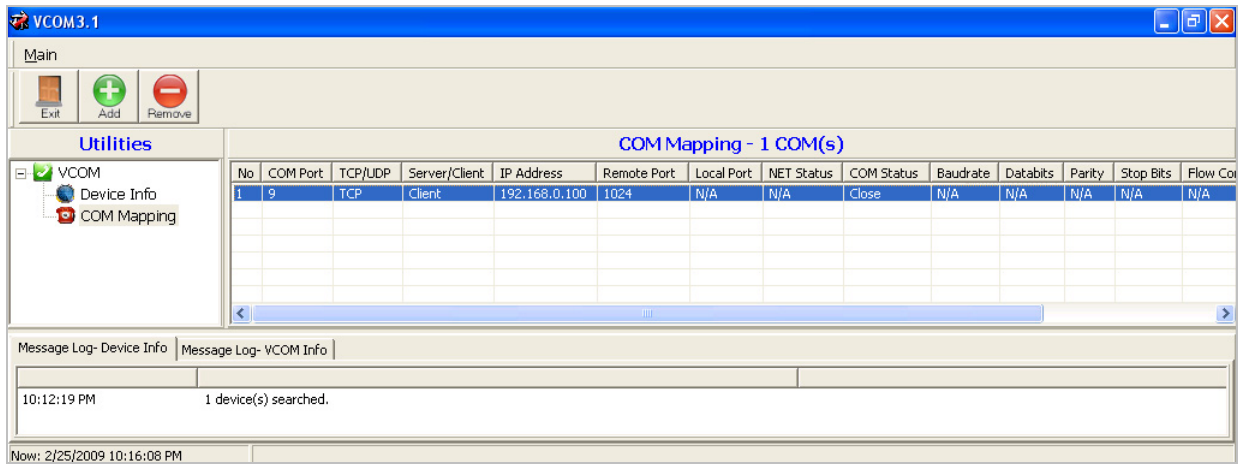 VCOM3.1
Main
Exit Add Remove
Utilities
COM Mapping - 1 COM(s)
VCOM
Device Info
COM Mapping
No COM Port TCP/UDP Server/Client IP Address Remote Port Local Port NET Status COM Status Baudrate Databits Parity Stop Bits Flow Con
1 9 TCP Client 192.168.0.100 1024 N/A N/A Close N/A N/A N/A N/A N/A
Message Log- Device Info Message Log- VCOM Info
10:12:19 PM 1 device(s) searched.
Now: 2/25/2009 10:16:08 PM